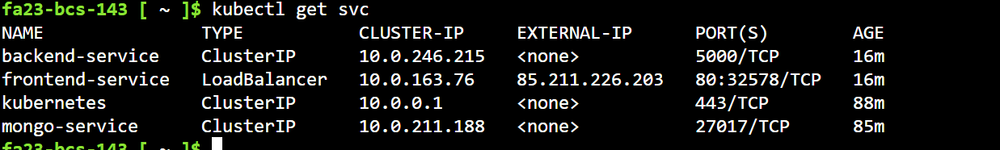 fa23-bcs-143 [ ~ ]$ kubectl get svc
NAME TYPE CLUSTER-IP EXTERNAL-IP PORT(S) AGE
backend-service ClusterIP 10.0.246.215 <none> 5000/TCP 16m
frontend-service LoadBalancer 10.0.163.76 85.211.226.203 80:32578/TCP 16m
kubernetes ClusterIP 10.0.0.1 <none> 443/TCP 88m
mongo-service ClusterIP 10.0.211.188 <none> 27017/TCP 85m
fa23-bcs-143 [ ~ ]$